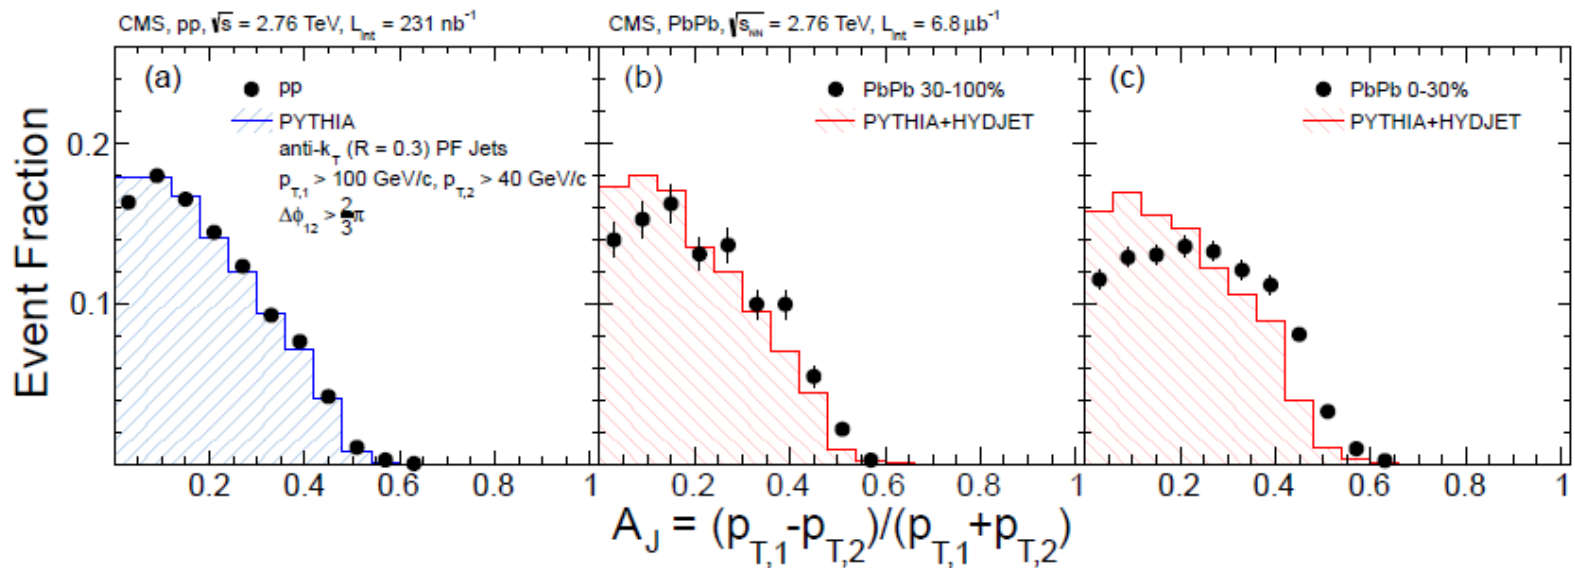 CMS, pp, √s = 2.76 TeV, L_int = 231 nb⁻¹
CMS, PbPb, √s_NN = 2.76 TeV, L_int = 6.8 μb⁻¹
Event Fraction
0.2
0.1
(a)
pp
PYTHIA
anti-k_T (R = 0.3) PF Jets
p_T,1 > 100 GeV/c, p_T,2 > 40 GeV/c
Δϕ_12 > 2/3 π
(b)
PbPb 30-100%
PYTHIA+HYDJET
(c)
PbPb 0-30%
PYTHIA+HYDJET
0.2 0.4 0.6 0.8 1 0.2 0.4 0.6 0.8 1 0.2 0.4 0.6 0.8 1
A_J = (p_T,1-p_T,2)/(p_T,1+p_T,2)